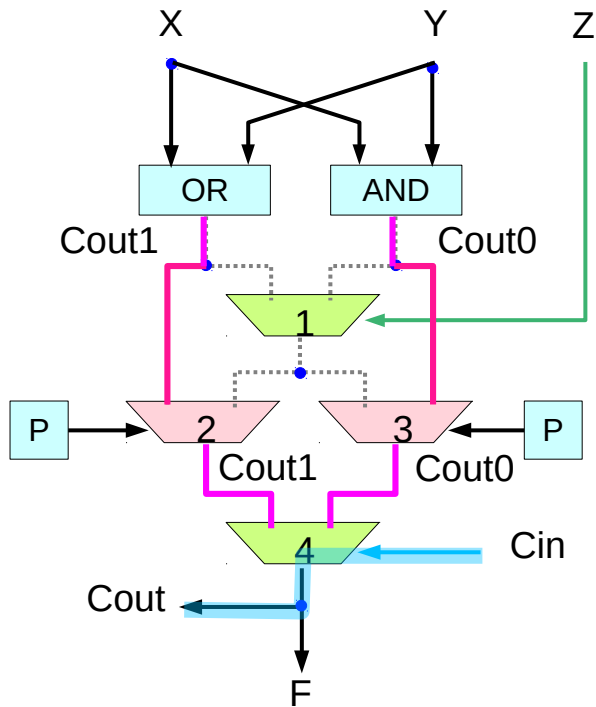 X Y Z
OR AND
Cout1 Cout0
1
P 2 3 P
Cout1 Cout0
4 Cin
Cout
F